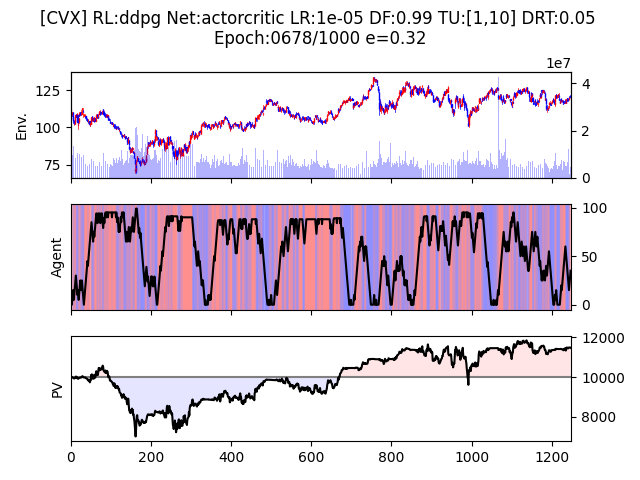 [CVX] RL:ddpg Net:actorcritic LR:1e-05 DF:0.99 TU:[1,10] DRT:0.05
Epoch:0678/1000 e=0.32
1e7
Env.
125
100
75
4
2
0
Agent
100
50
0
PV
12000
10000
8000
0 200 400 600 800 1000 1200